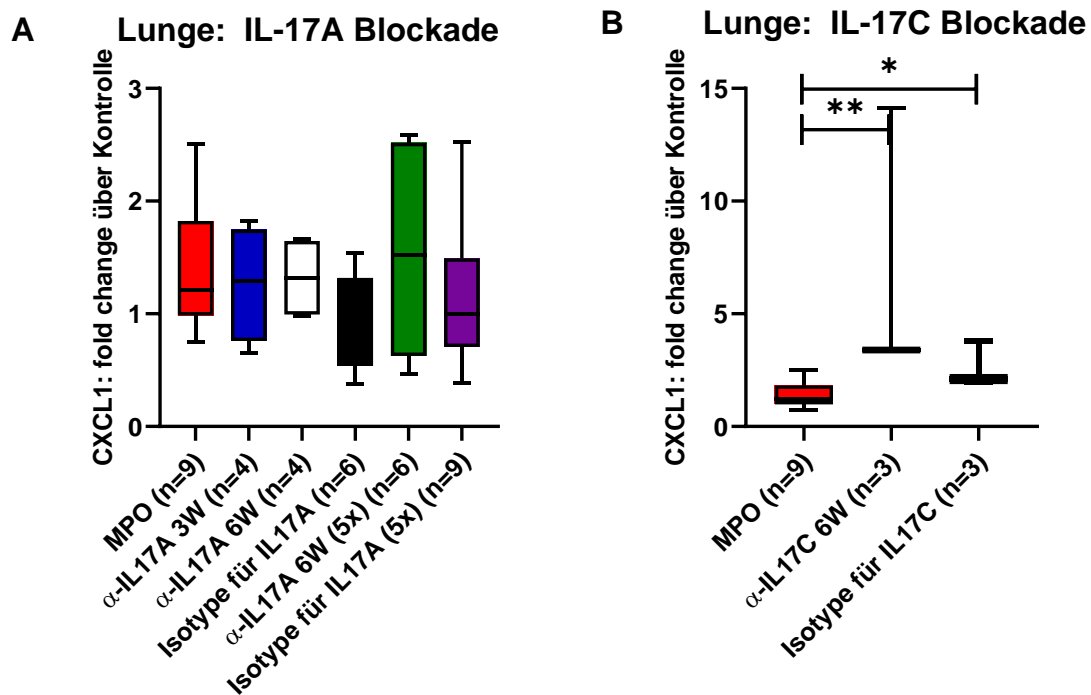 A
Lunge: IL-17A Blockade
CXCL1: fold change über Kontrolle
3
2
1
0
MPO (n=9)
α-IL17A 3W (n=4)
α-IL17A 6W (n=4)
Isotype für IL17A (n=6)
α-IL17A 6W (5x) (n=6)
Isotype für IL17A (5x) (n=9)
B
Lunge: IL-17C Blockade
CXCL1: fold change über Kontrolle
15
10
5
0
*
**
MPO (n=9)
α-IL17C 6W (n=3)
Isotype für IL17C (n=3)